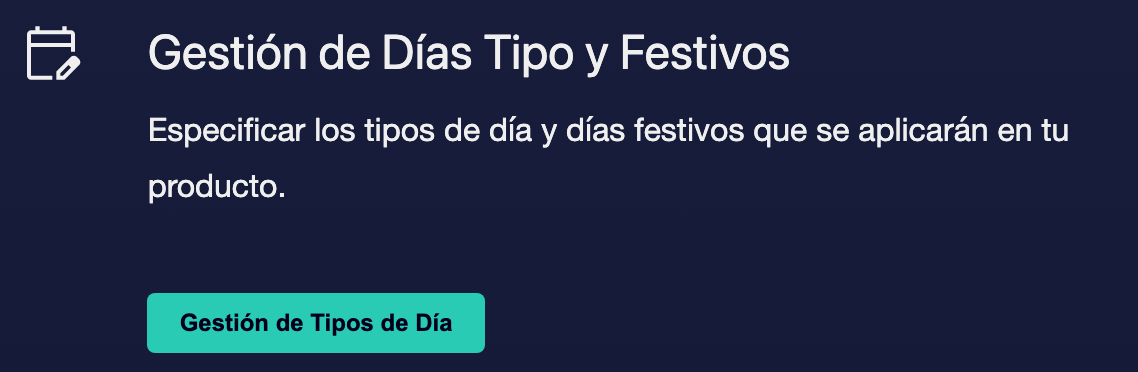 Gestión de Días Tipo y Festivos
Especificar los tipos de día y días festivos que se aplicarán en tu
producto.
Gestión de Tipos de Día